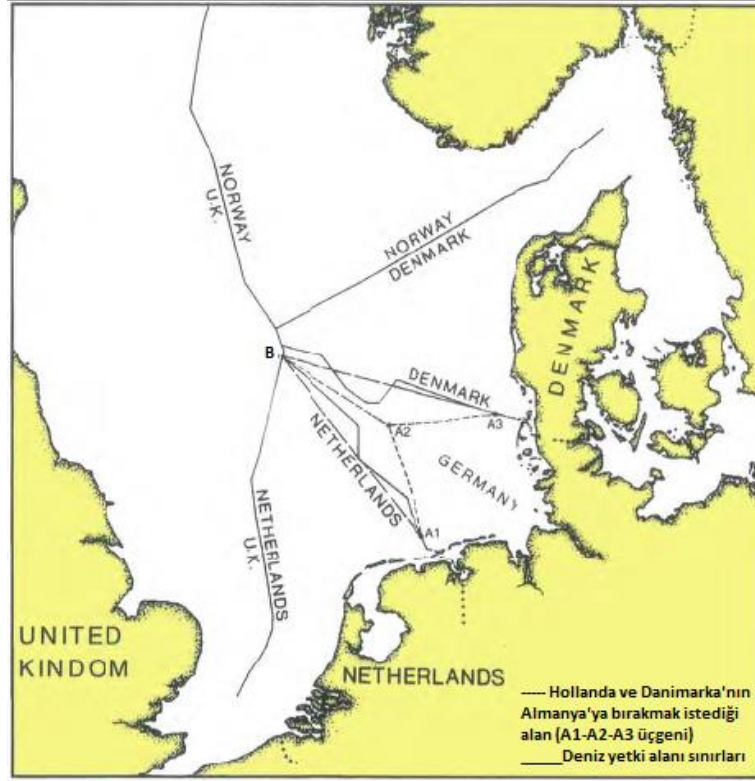 NORWAY
U.K.
NORWAY
DENMARK
DENMARK
B
DENMARK
A2
A3
GERMANY
NETHERLANDS
A1
NETHERLANDS
U.K.
UNITED
KINDOM
NETHERLANDS
----- Hollanda ve Danimarka'nın
Almanya'ya bırakmak istediği
alan (A1-A2-A3 üçgeni)
_____Deniz yetki alanı sınırları